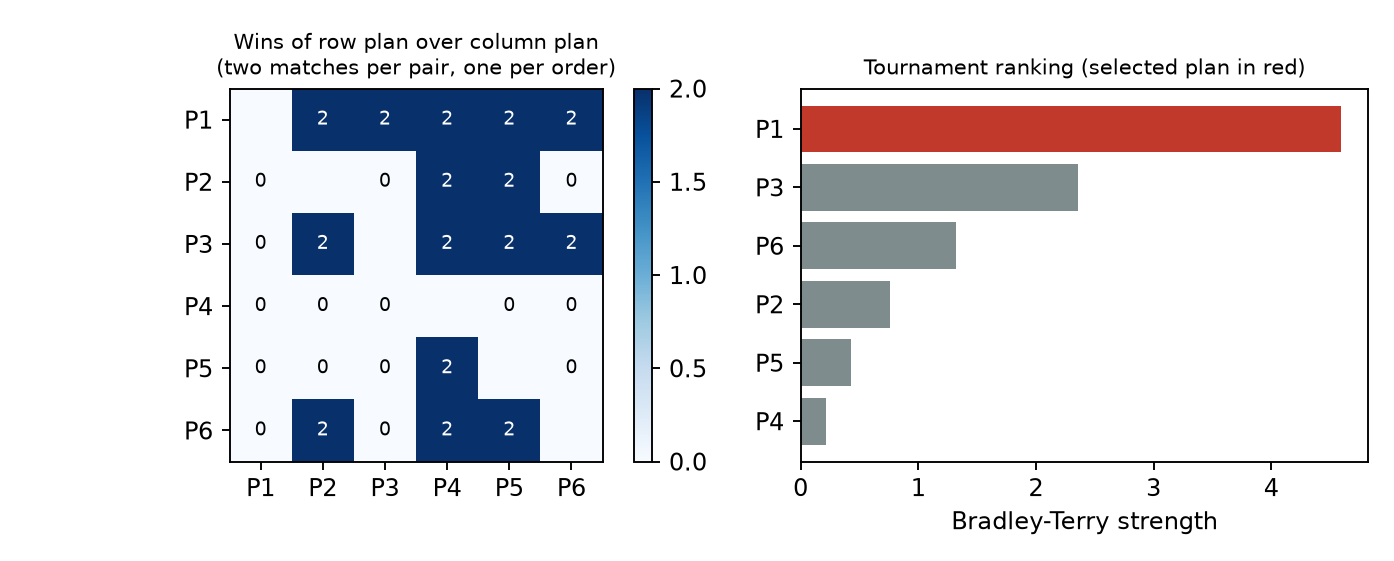 Wins of row plan over column plan
(two matches per pair, one per order)
P1 2 2 2 2 2
P2 0 0 2 2 0
P3 0 2 2 2 2
P4 0 0 0 0 0
P5 0 0 0 2 0
P6 0 2 0 2 2
P1 P2 P3 P4 P5 P6
2.0
1.5
1.0
0.5
0.0
Tournament ranking (selected plan in red)
P1
P3
P6
P2
P5
P4
0 1 2 3 4
Bradley-Terry strength